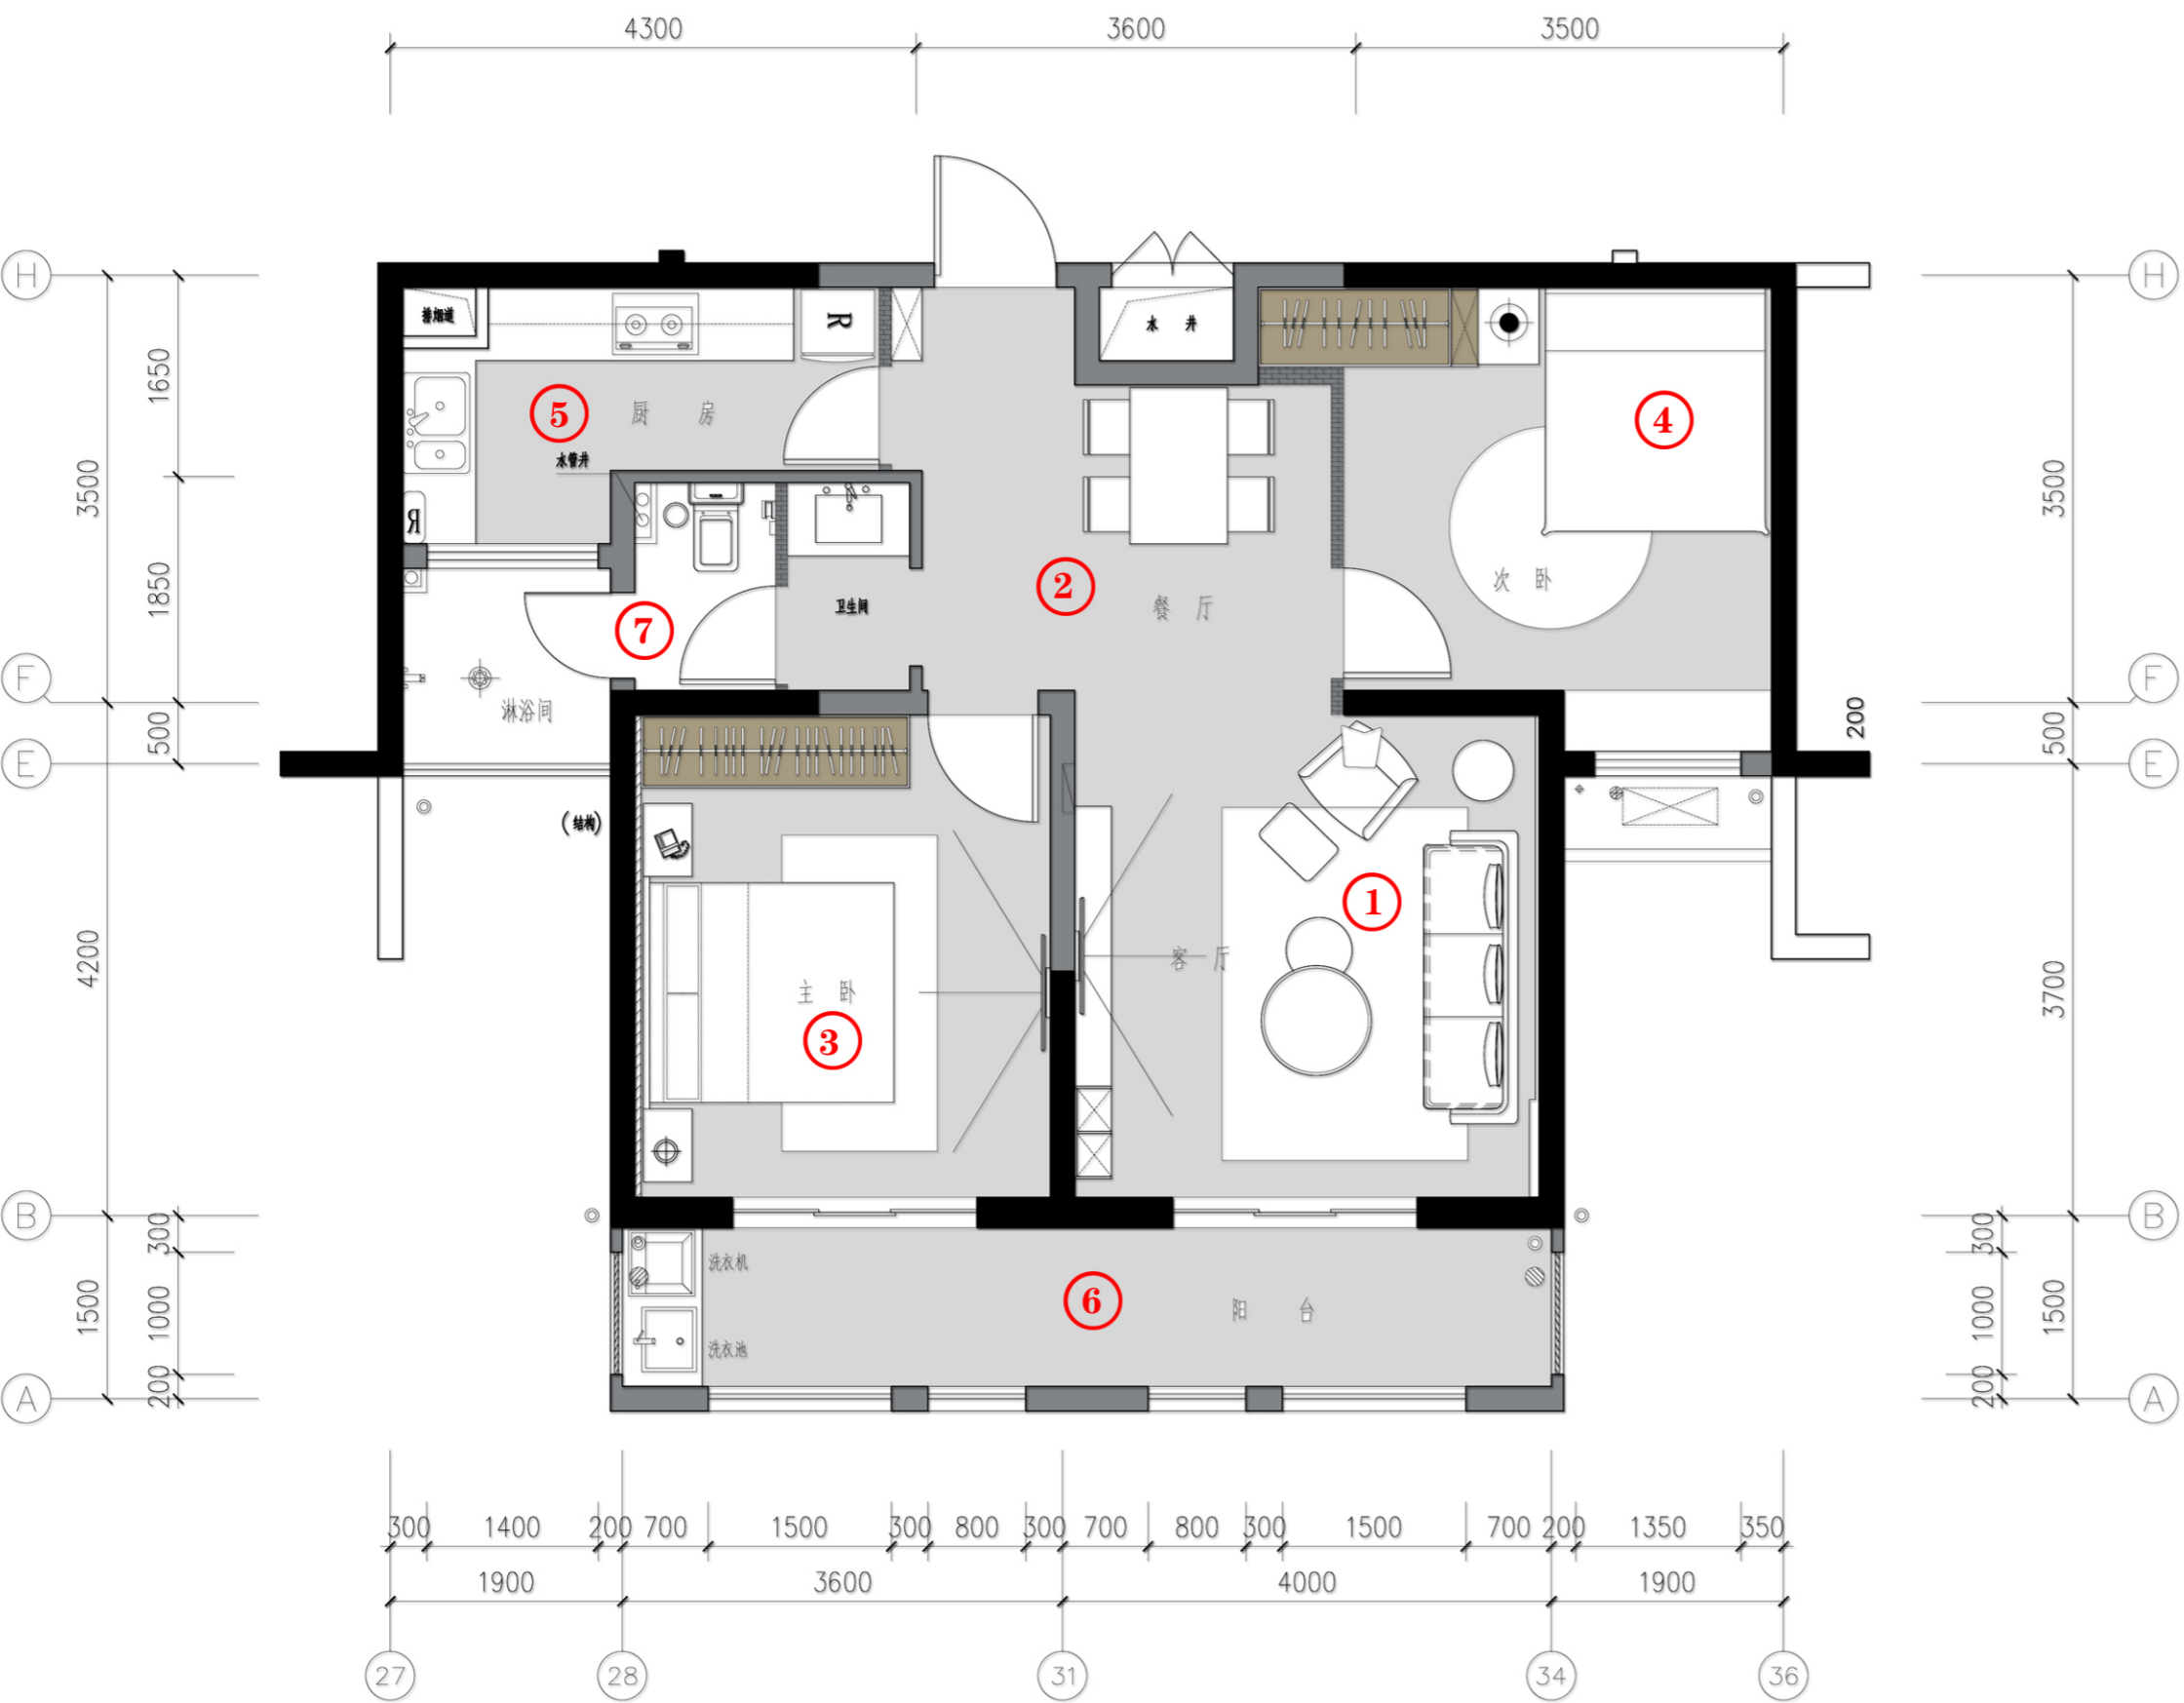 4300 3600 3500
H H
排烟道 R 水 井
1650
⑤ 厨 房 ④
水管井
3500 3500
R
1850 ② 次 卧
⑦ 卫生间 餐 厅
F F
淋浴间 200
500 500
E E
(结构)
①
4200 客 厅 3700
主 卧
③
B B
300 300
洗衣机
1500 1000 ⑥ 阳 台 1000 1500
洗衣池
200 200
A A
300 1400 200 700 1500 300 800 300 700 800 300 1500 700 200 1350 350
1900 3600 4000 1900
27 28 31 34 36